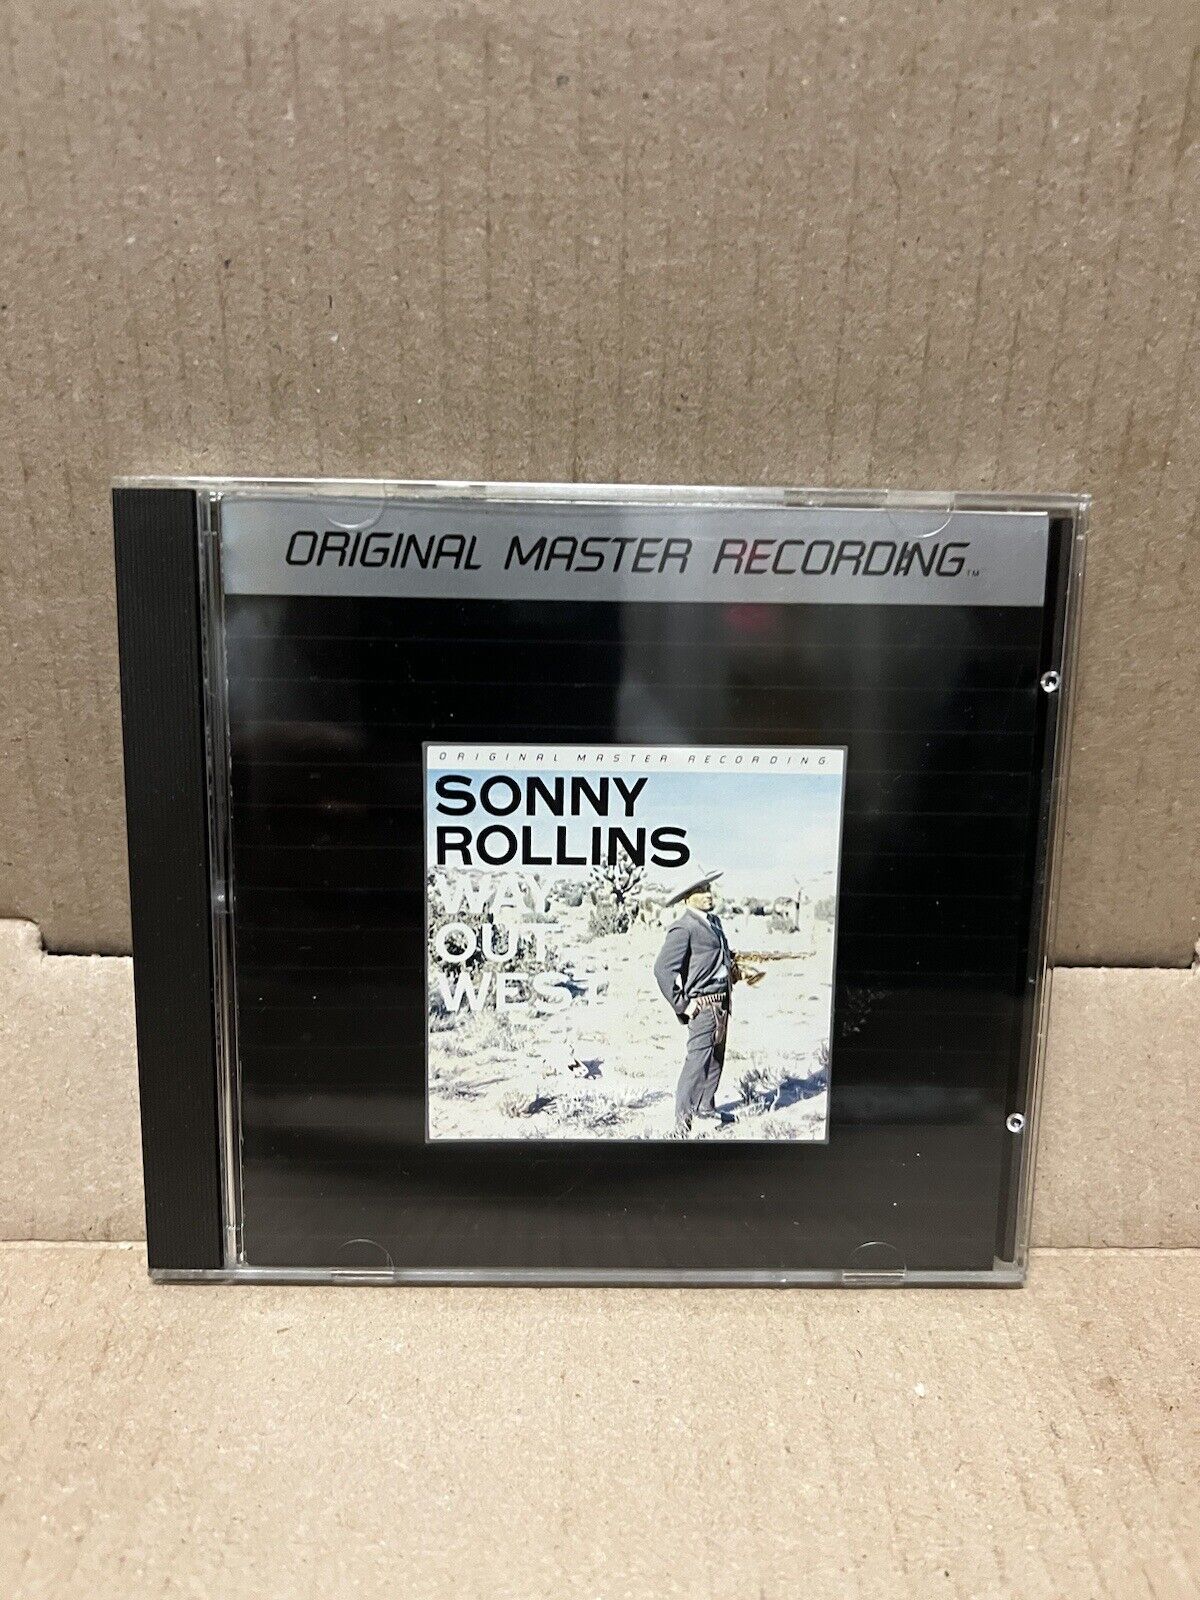 ORIGINAL MASTER RECORDING™
ORIGINAL MASTER RECORDING
SONNY
ROLLINS
WAY
OUT
WEST